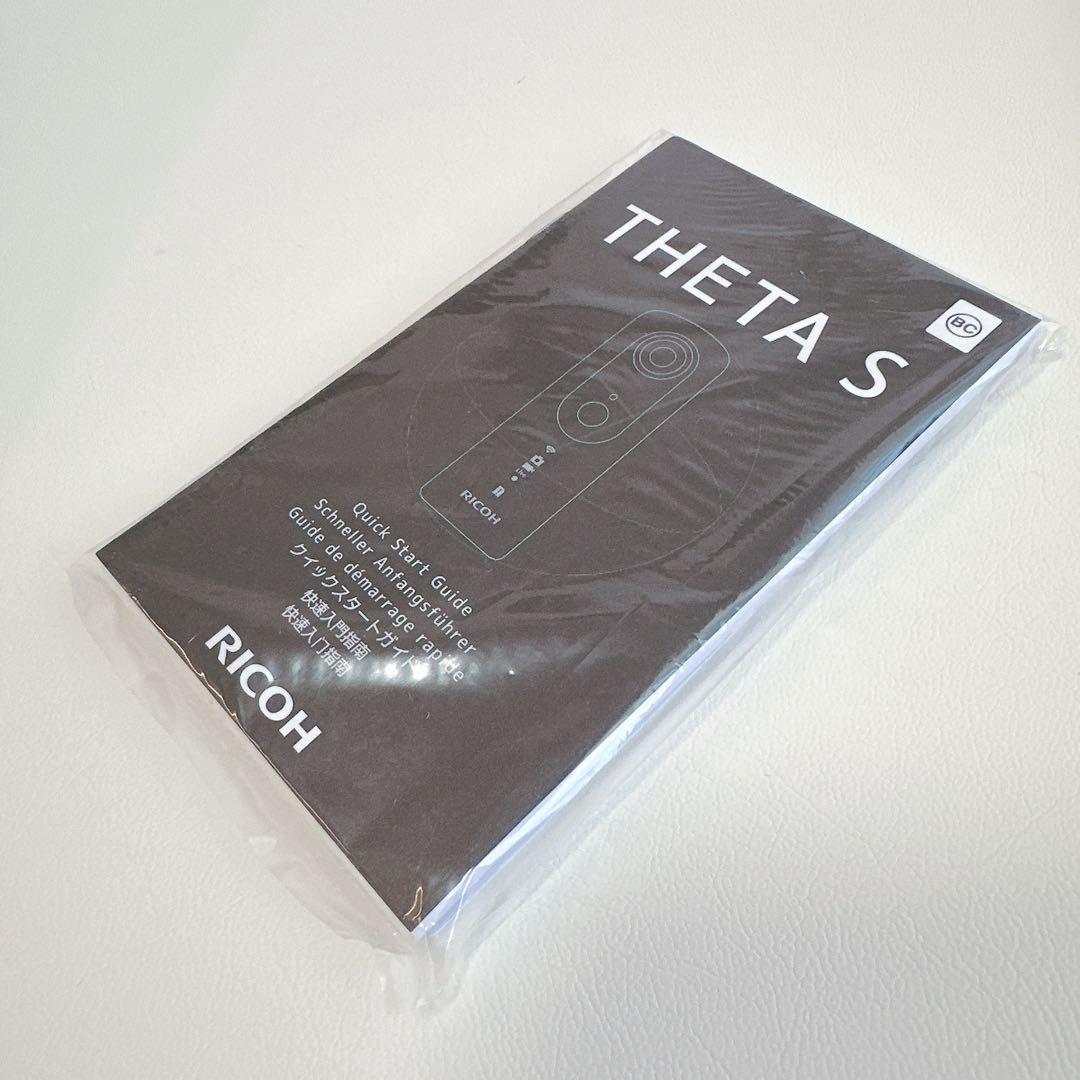 THETA S
BC
RICOH
Quick Start Guide
Schneller Anfangsführer
Guide de démarrage rapide
クイックスタートガイド
快速入門指南
快速入门指南
RICOH